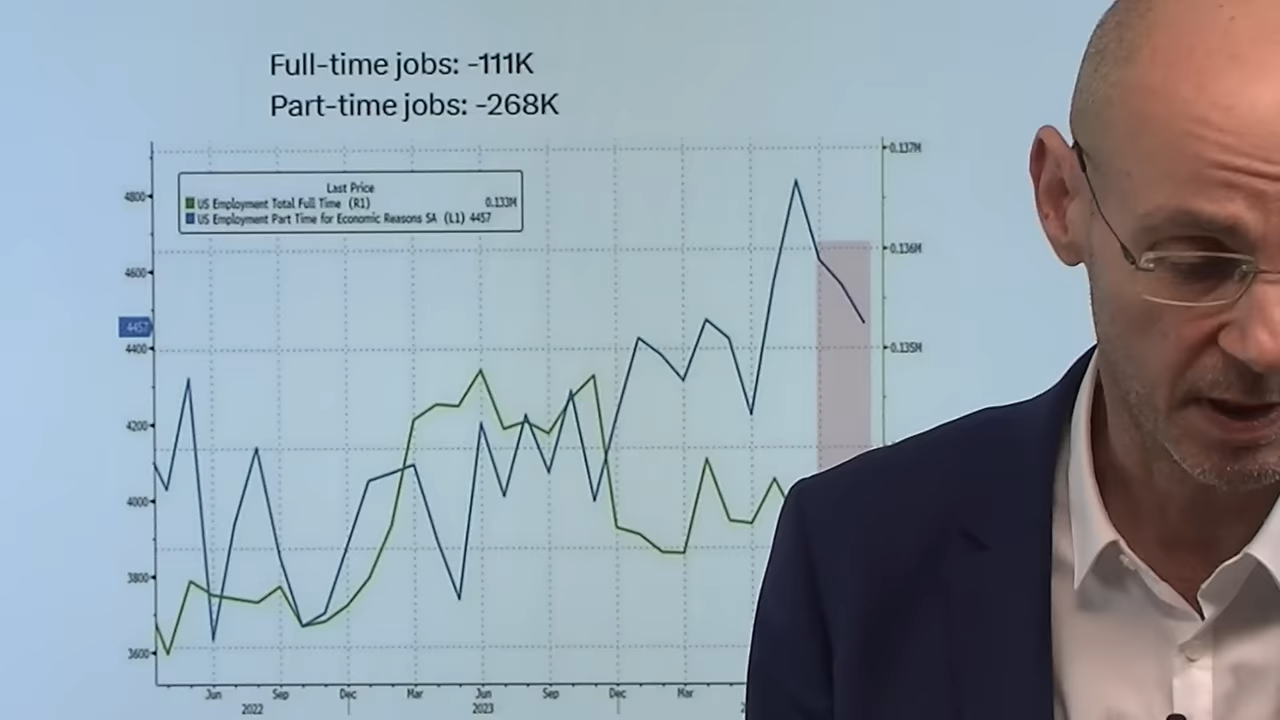 Full-time jobs: -111K
Part-time jobs: -268K
Last Price
US Employment Total Full Time (R1) 0.133M
US Employment Part Time for Economic Reasons SA (L1) 4457
4800
4600
4457
4400
4200
4000
3800
3600
0.137M
0.136M
0.135M
Jun Sep Dec Mar Jun Sep Dec Mar
2022 2023